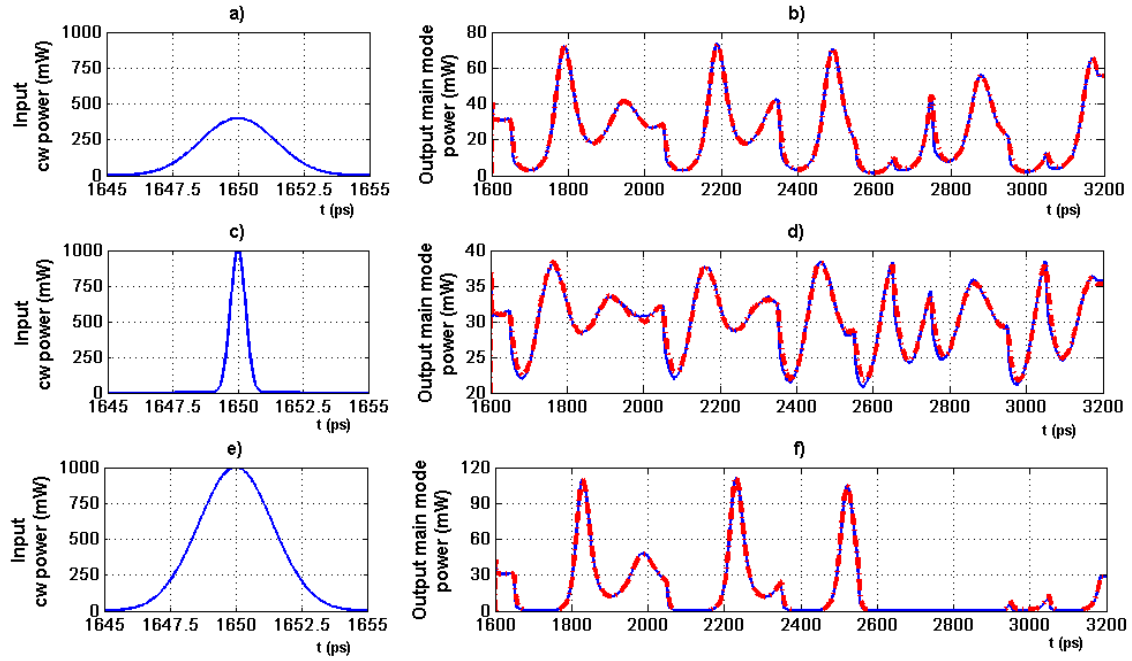 a)
Input
cw power (mW)
1000
750
500
250
0
1645 1647.5 1650 1652.5 1655
t (ps)
b)
Output main mode
power (mW)
80
60
40
20
0
1600 1800 2000 2200 2400 2600 2800 3000 3200
t (ps)
c)
Input
cw power (mW)
1000
750
500
250
0
1645 1647.5 1650 1652.5 1655
t (ps)
d)
Output main mode
power (mW)
40
35
30
25
20
1600 1800 2000 2200 2400 2600 2800 3000 3200
t (ps)
e)
Input
cw power (mW)
1000
750
500
250
0
1645 1647.5 1650 1652.5 1655
t (ps)
f)
Output main mode
power (mW)
120
90
60
30
0
1600 1800 2000 2200 2400 2600 2800 3000 3200
t (ps)